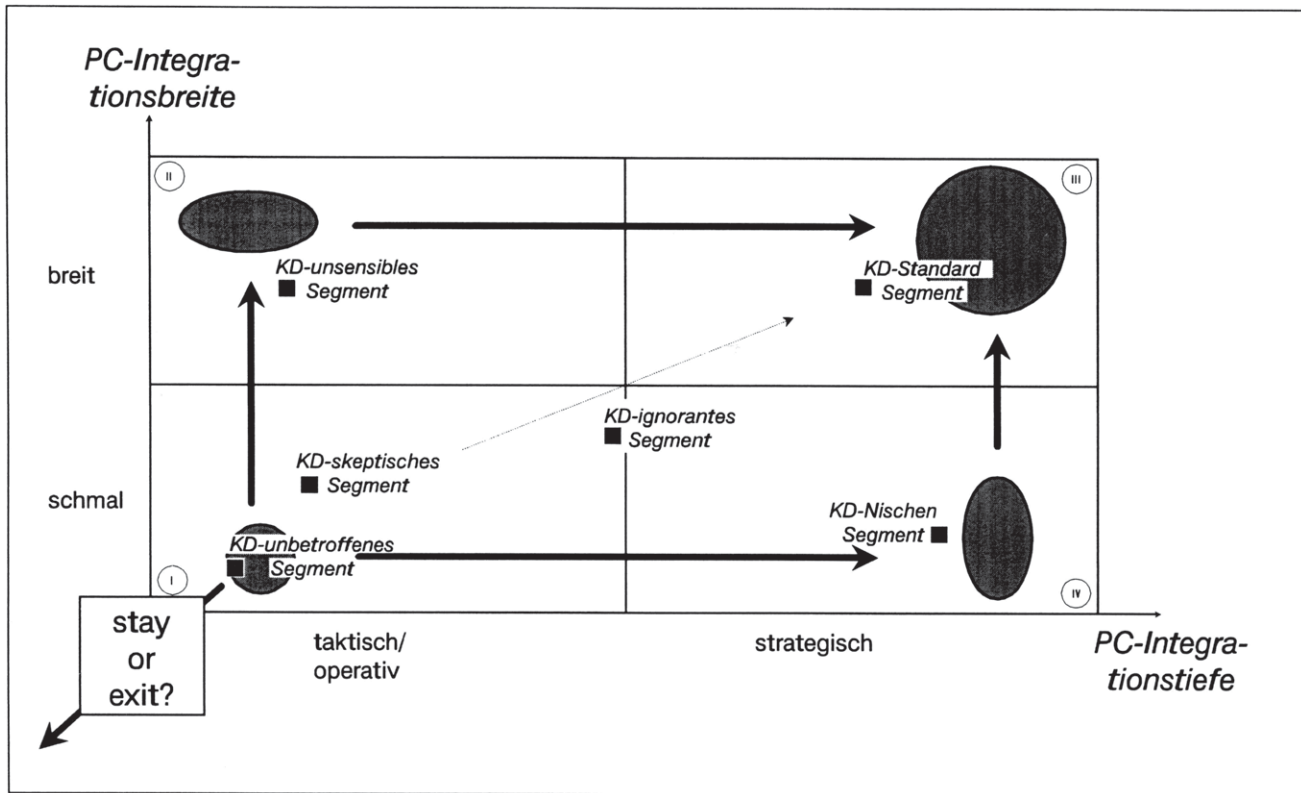 PC-Integra-
tionsbreite
II
III
breit
KD-unsensibles
Segment
KD-Standard
Segment
KD-ignorantes
Segment
KD-skeptisches
Segment
schmal
KD-Nischen
Segment
KD-unbetroffenes
Segment
I
IV
stay
or
exit?
taktisch/
operativ
strategisch
PC-Integra-
tionstiefe